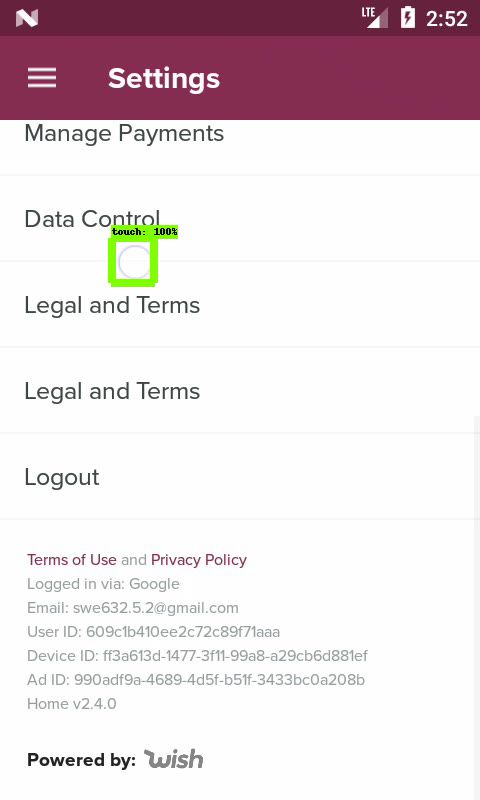 LTE
2:52
Settings
Manage Payments
Data Control
touch: 100%
Legal and Terms
Legal and Terms
Logout
Terms of Use and Privacy Policy
Logged in via: Google
Email: swe632.5.2@gmail.com
User ID: 609c1b410ee2c72c89f71aaa
Device ID: ff3a613d-1477-3f11-99a8-a29cb6d881ef
Ad ID: 990adf9a-4689-4d5f-b51f-3433bc0a208b
Home v2.4.0
Powered by: wish